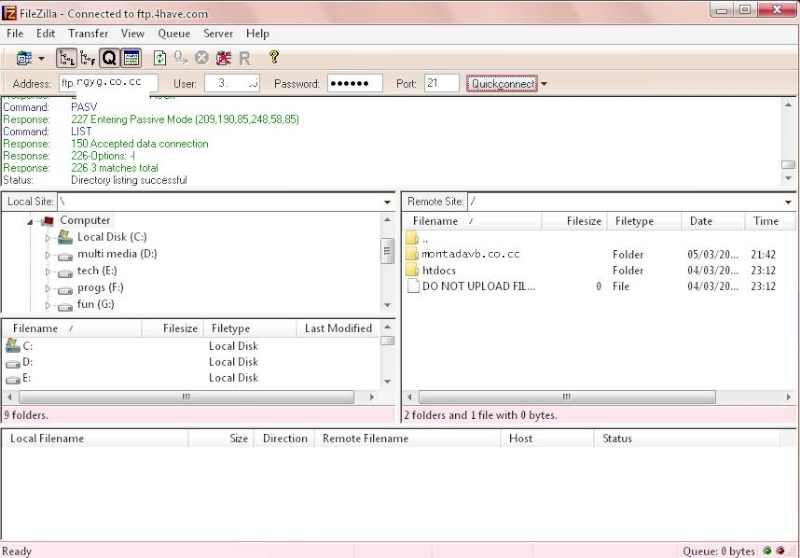 FileZilla - Connected to ftp.4have.com
File Edit Transfer View Queue Server Help
Address: ftp.ngyg.co.cc User: 3. Password: •••••• Port: 21 Quickconnect
Response:
Command: PASV
Response: 227 Entering Passive Mode (209,190,85,248,58,85)
Command: LIST
Response: 150 Accepted data connection
Response: 226-Options: -l
Response: 226 3 matches total
Status: Directory listing successful
Local Site: \
Computer
Local Disk (C:)
multi media (D:)
tech (E:)
progs (F:)
fun (G:)
Filename / Filesize Filetype Last Modified
C: Local Disk
D: Local Disk
E: Local Disk
9 folders.
Remote Site: /
Filename / Filesize Filetype Date Time
..
montadavb.co.cc Folder 05/03/20... 21:42
htdocs Folder 04/03/20... 23:12
DO NOT UPLOAD FIL... 0 File 04/03/20... 23:12
2 folders and 1 file with 0 bytes.
Local Filename Size Direction Remote Filename Host Status
Ready Queue: 0 bytes